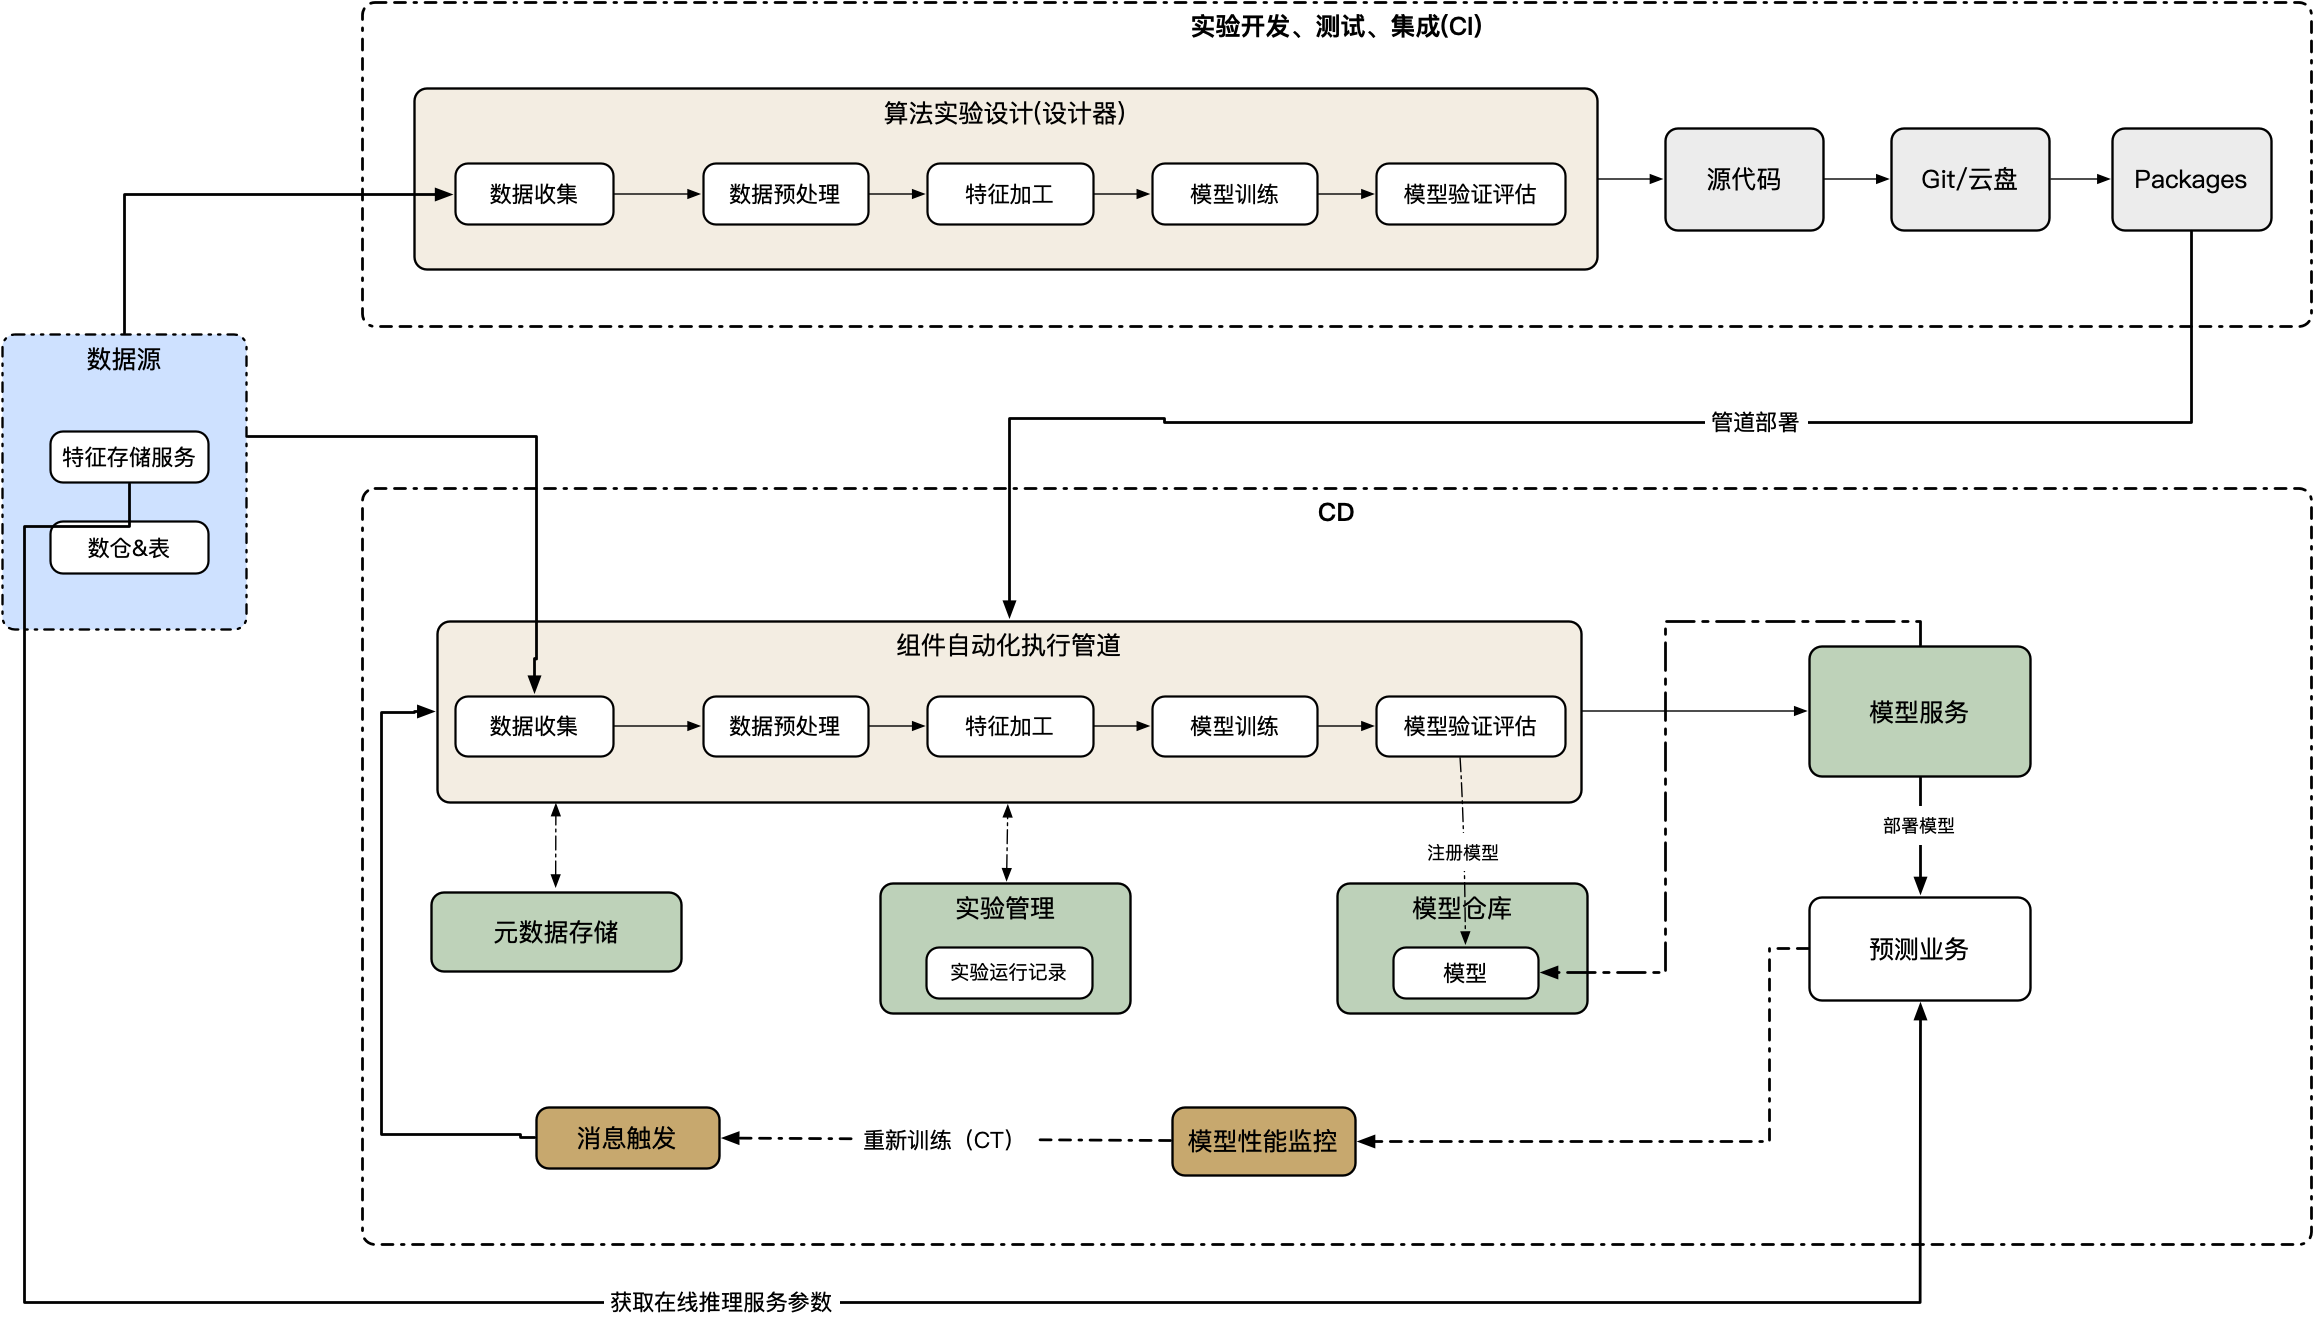 实验开发、测试、集成(CI)
算法实验设计(设计器)
数据收集
数据预处理
特征加工
模型训练
模型验证评估
源代码
Git/云盘
Packages
数据源
特征存储服务
数仓&表
管道部署
CD
组件自动化执行管道
数据收集
数据预处理
特征加工
模型训练
模型验证评估
模型服务
部署模型
注册模型
元数据存储
实验管理
实验运行记录
模型仓库
模型
预测业务
消息触发
重新训练（CT）
模型性能监控
获取在线推理服务参数